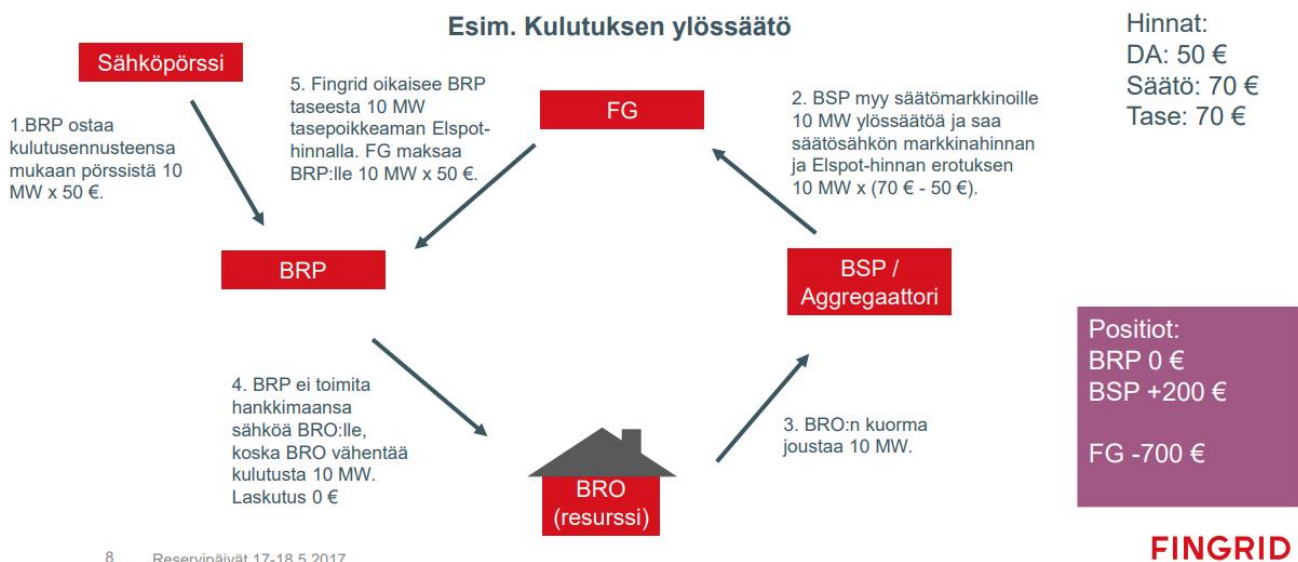 Esim. Kulutuksen ylössäätö
Hinnat:
DA: 50 €
Säätö: 70 €
Tase: 70 €
Sähköpörssi
1.BRP ostaa
kulutusennusteensa
mukaan pörssistä 10
MW x 50 €.
5. Fingrid oikaisee BRP
taseesta 10 MW
tasepoikkeaman Elspot-
hinnalla. FG maksaa
BRP:lle 10 MW x 50 €.
FG
2. BSP myy säätömarkkinoille
10 MW ylössäätöä ja saa
säätösähkön markkinahinnan
ja Elspot-hinnan erotuksen
10 MW x (70 € - 50 €).
BRP
BSP /
Aggregaattori
4. BRP ei toimita
hankkimaansa
sähköä BRO:lle,
koska BRO vähentää
kulutusta 10 MW.
Laskutus 0 €
BRO
(resurssi)
3. BRO:n kuorma
joustaa 10 MW.
Positiot:
BRP 0 €
BSP +200 €
FG -700 €
8 Reservipäivät 17-18.5.2017
FINGRID